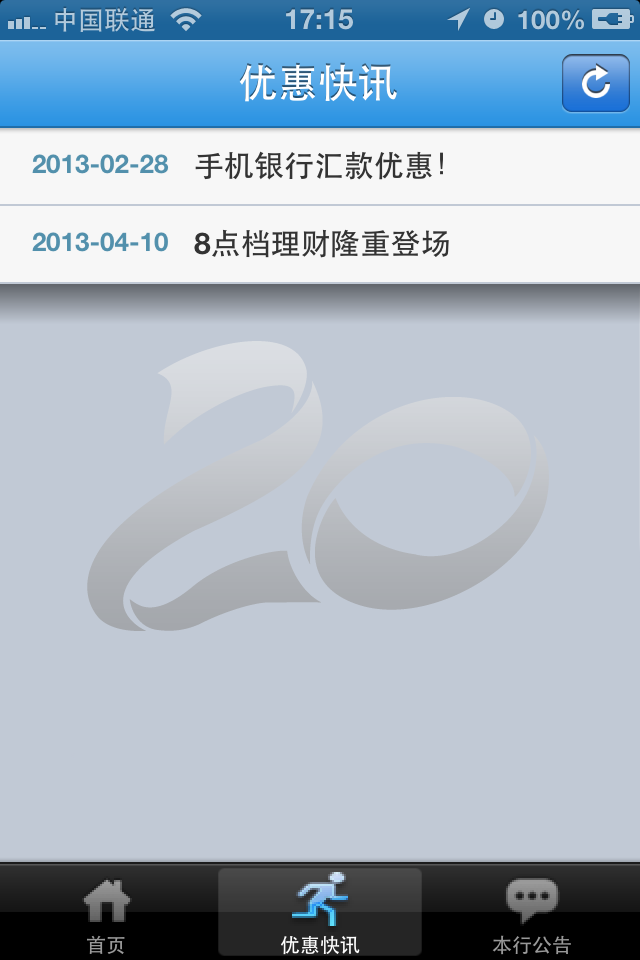 中国联通 17:15 100%
优惠快讯
2013-02-28 手机银行汇款优惠!
2013-04-10 8点档理财隆重登场
20
首页 优惠快讯 本行公告